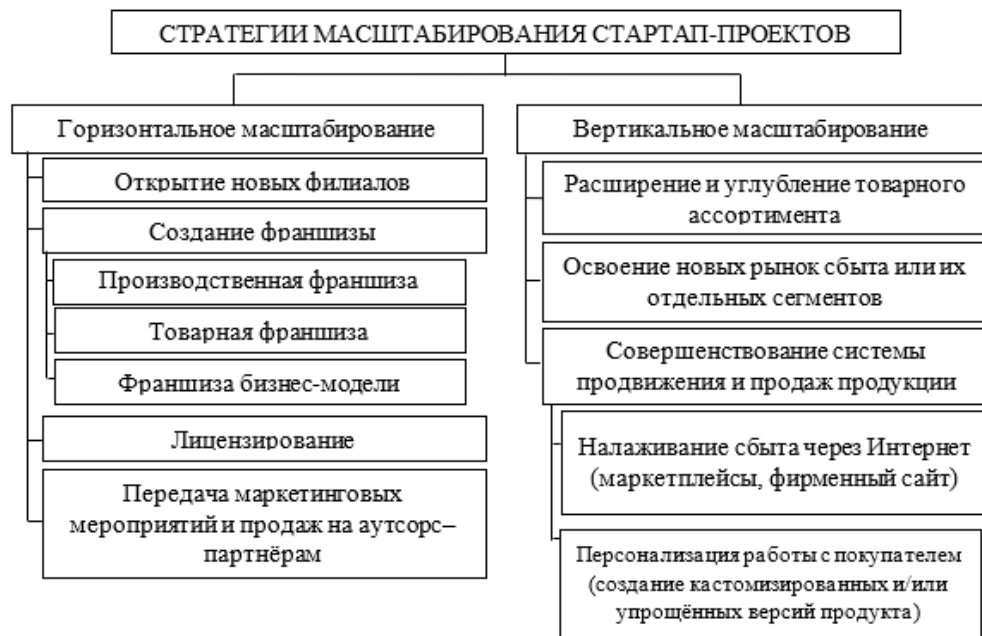 СТРАТЕГИИ МАСШТАБИРОВАНИЯ СТАРТАП-ПРОЕКТОВ
Горизонтальное масштабирование
Открытие новых филиалов
Создание франшизы
Производственная франшиза
Товарная франшиза
Франшиза бизнес-модели
Лицензирование
Передача маркетинговых
мероприятий и продаж на аутсорс–
партнёрам
Вертикальное масштабирование
Расширение и углубление товарного
ассортимента
Освоение новых рынок сбыта или их
отдельных сегментов
Совершенствование системы
продвижения и продаж продукции
Налаживание сбыта через Интернет
(маркетплейсы, фирменный сайт)
Персонализация работы с покупателем
(создание кастомизированных и/или
упрощённых версий продукта)